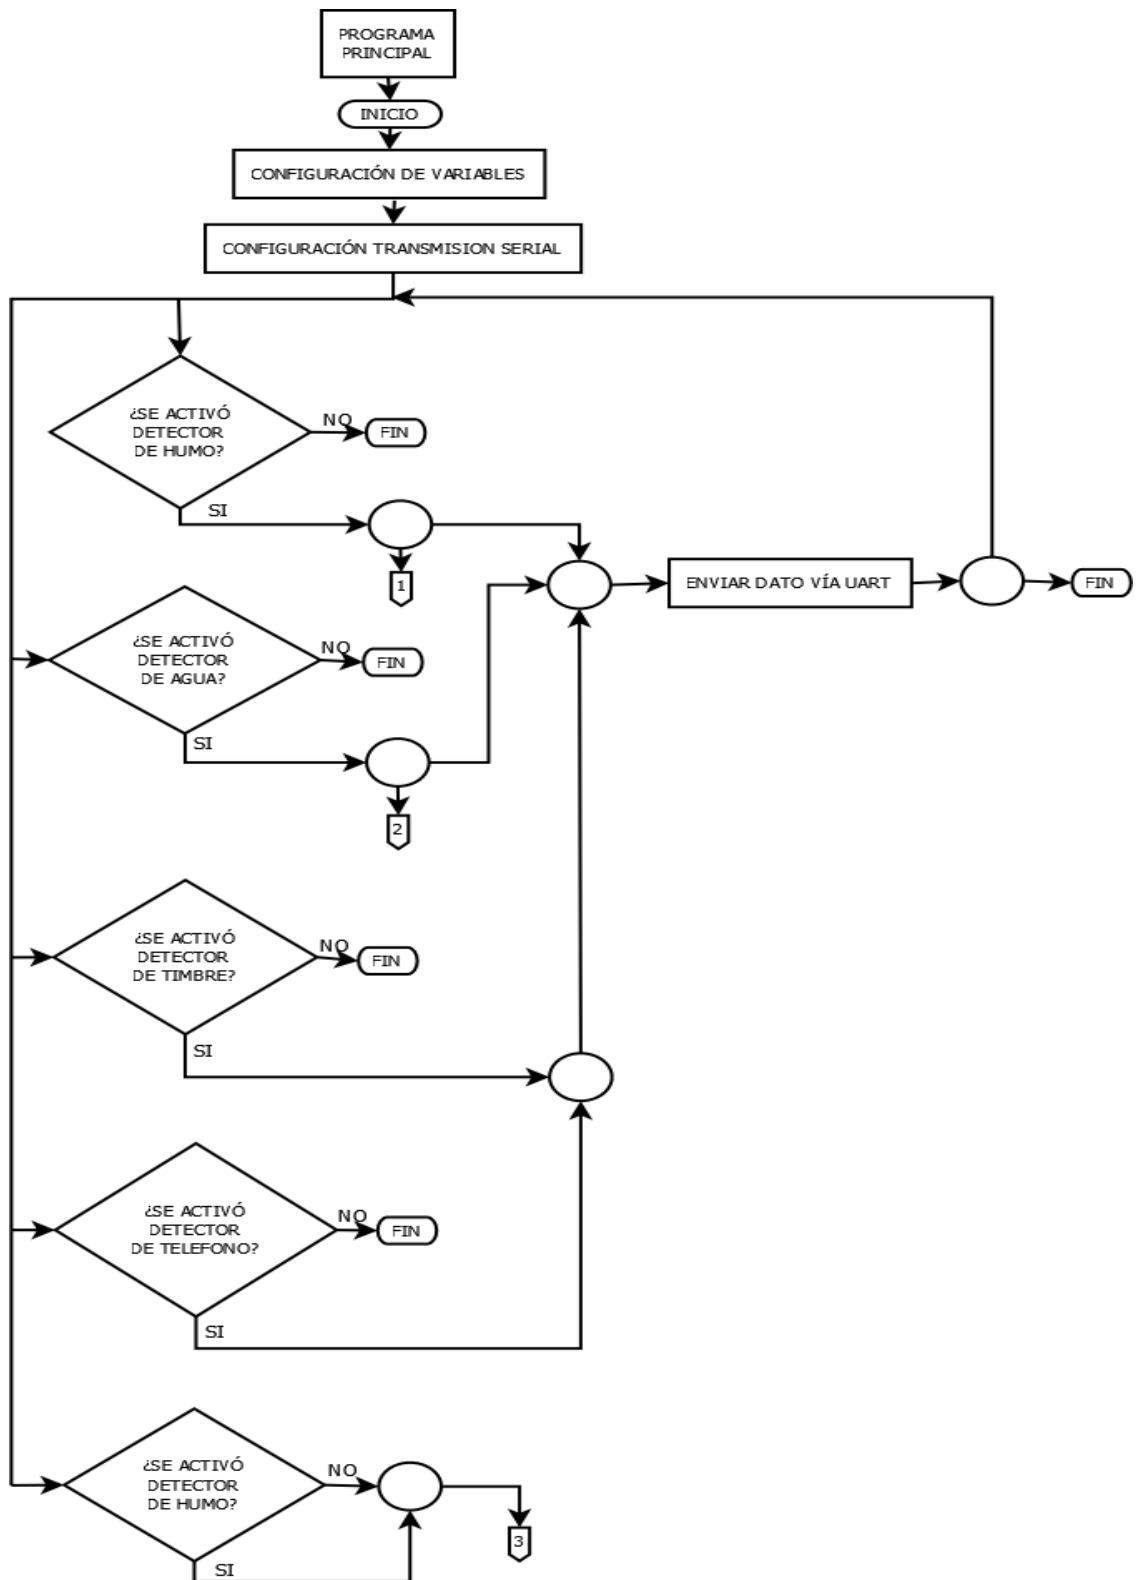 PROGRAMA
PRINCIPAL
INICIO
CONFIGURACIÓN DE VARIABLES
CONFIGURACIÓN TRANSMISION SERIAL
¿SE ACTIVÓ
DETECTOR
DE HUMO?
NO
FIN
SI
1
ENVIAR DATO VÍA UART
FIN
¿SE ACTIVÓ
DETECTOR
DE AGUA?
NO
FIN
SI
2
¿SE ACTIVÓ
DETECTOR
DE TIMBRE?
NO
FIN
SI
¿SE ACTIVÓ
DETECTOR
DE TELEFONO?
NO
FIN
SI
¿SE ACTIVÓ
DETECTOR
DE HUMO?
NO
3
SI